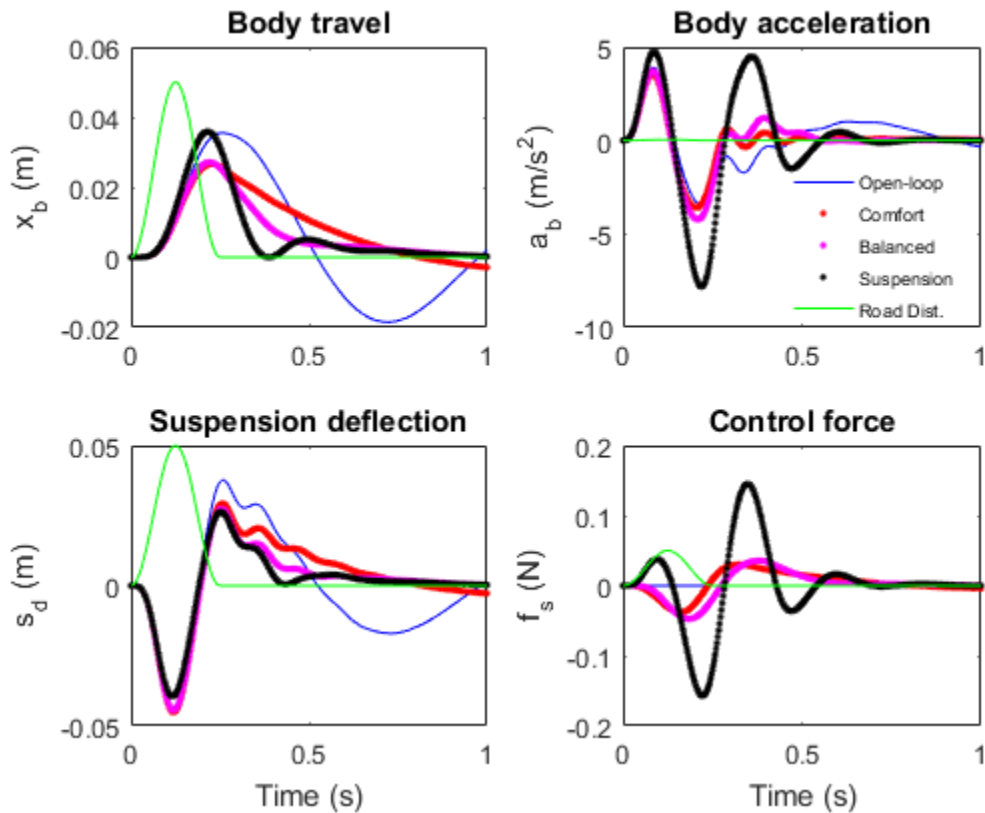 Body travel
0.06
0.04
0.02
0
-0.02
x_b (m)
0
0.5
1
Body acceleration
5
0
-5
-10
a_b (m/s²)
0
0.5
1
Open-loop
Comfort
Balanced
Suspension
Road Dist.
Suspension deflection
0.05
0
-0.05
s_d (m)
0
0.5
1
Time (s)
Control force
0.2
0.1
0
-0.1
-0.2
f_s (N)
0
0.5
1
Time (s)